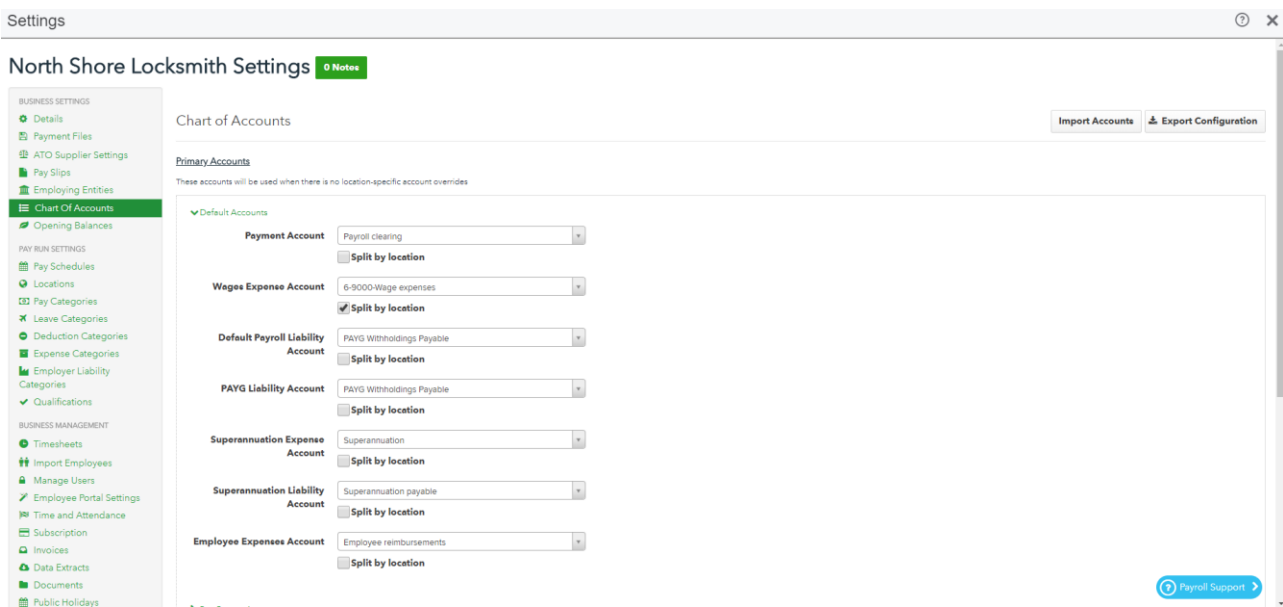 Settings
North Shore Locksmith Settings 0 Notes
BUSINESS SETTINGS
Details
Payment Files
ATO Supplier Settings
Pay Slips
Employing Entities
Chart Of Accounts
Opening Balances
PAY RUN SETTINGS
Pay Schedules
Locations
Pay Categories
Leave Categories
Deduction Categories
Expense Categories
Employer Liability
Categories
Qualifications
BUSINESS MANAGEMENT
Timesheets
Import Employees
Manage Users
Employee Portal Settings
Time and Attendance
Subscription
Invoices
Data Extracts
Documents
Public Holidays
Chart of Accounts
Import Accounts
Export Configuration
Primary Accounts
These accounts will be used when there is no location-specific account overrides
Default Accounts
Payment Account Payroll clearing
Split by location
Wages Expense Account 6-9000-Wage expenses
Split by location
Default Payroll Liability
Account PAYG Withholdings Payable
Split by location
PAYG Liability Account PAYG Withholdings Payable
Split by location
Superannuation Expense
Account Superannuation
Split by location
Superannuation Liability
Account Superannuation payable
Split by location
Employee Expenses Account Employee reimbursements
Split by location
Payroll Support